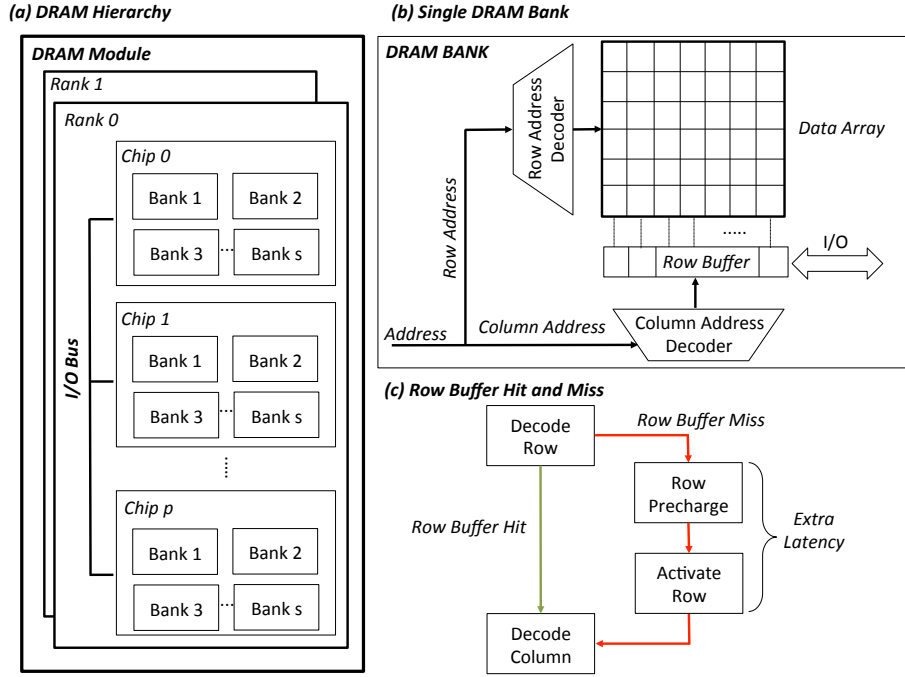 (a) DRAM Hierarchy
DRAM Module
Rank 1
Rank 0
I/O Bus
Chip 0
Bank 1
Bank 2
Bank 3
...
Bank s
Chip 1
Bank 1
Bank 2
Bank 3
...
Bank s
......
Chip p
Bank 1
Bank 2
Bank 3
...
Bank s
(b) Single DRAM Bank
DRAM BANK
Row Address
Decoder
Data Array
Row Address
.....
Row Buffer
I/O
Address
Column Address
Column Address
Decoder
(c) Row Buffer Hit and Miss
Decode
Row
Row Buffer Miss
Row
Precharge
Row Buffer
Hit
Extra
Latency
Activate
Row
Decode
Column